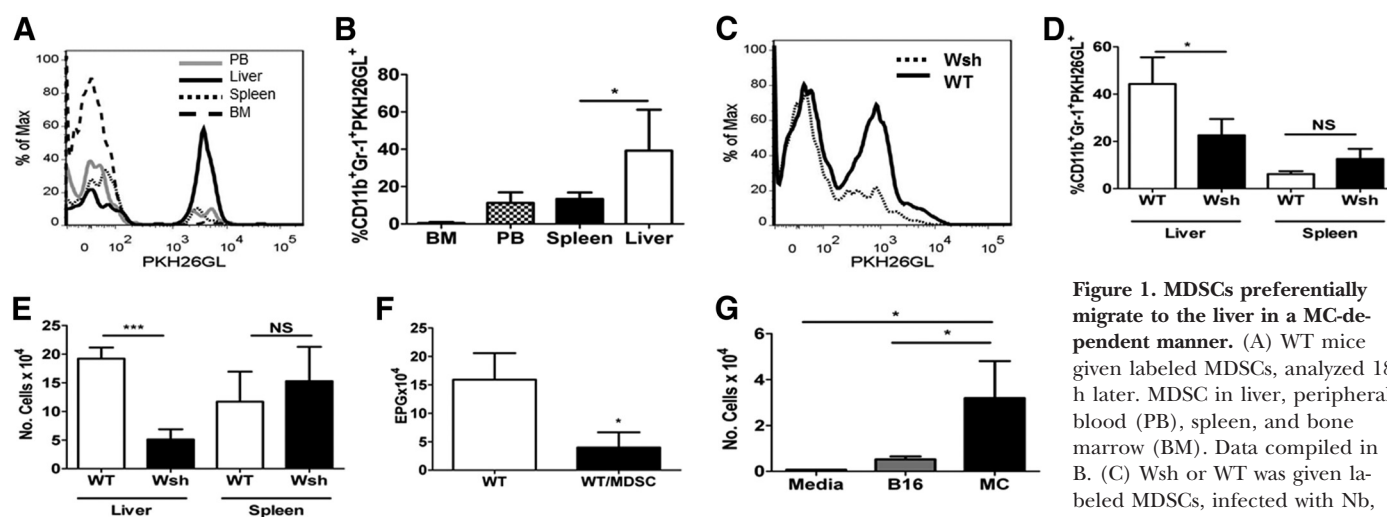 A
100
80
60
40
20
0
% of Max
PB
Liver
Spleen
BM
0 10² 10³ 10⁴ 10⁵
PKH26GL
B
80
60
40
20
0
%CD11b⁺Gr-1⁺PKH26GL⁺
*
BM PB Spleen Liver
C
100
80
60
40
20
0
% of Max
Wsh
WT
0 10² 10³ 10⁴ 10⁵
PKH26GL
D
60
40
20
0
%CD11b⁺Gr-1⁺PKH26GL⁺
*
NS
WT Wsh WT Wsh
Liver Spleen
E
25
20
15
10
5
0
No. Cells x 10⁴
***
NS
WT Wsh WT Wsh
Liver Spleen
F
25
20
15
10
5
0
EPGx10⁴
*
WT WT/MDSC
G
6
4
2
0
No. Cells x 10⁴
*
*
Media B16 MC
Figure 1. MDSCs preferentially
migrate to the liver in a MC-de-
pendent manner. (A) WT mice
given labeled MDSCs, analyzed 18
h later. MDSC in liver, peripheral
blood (PB), spleen, and bone
marrow (BM). Data compiled in
B. (C) Wsh or WT was given la-
beled MDSCs, infected with Nb,